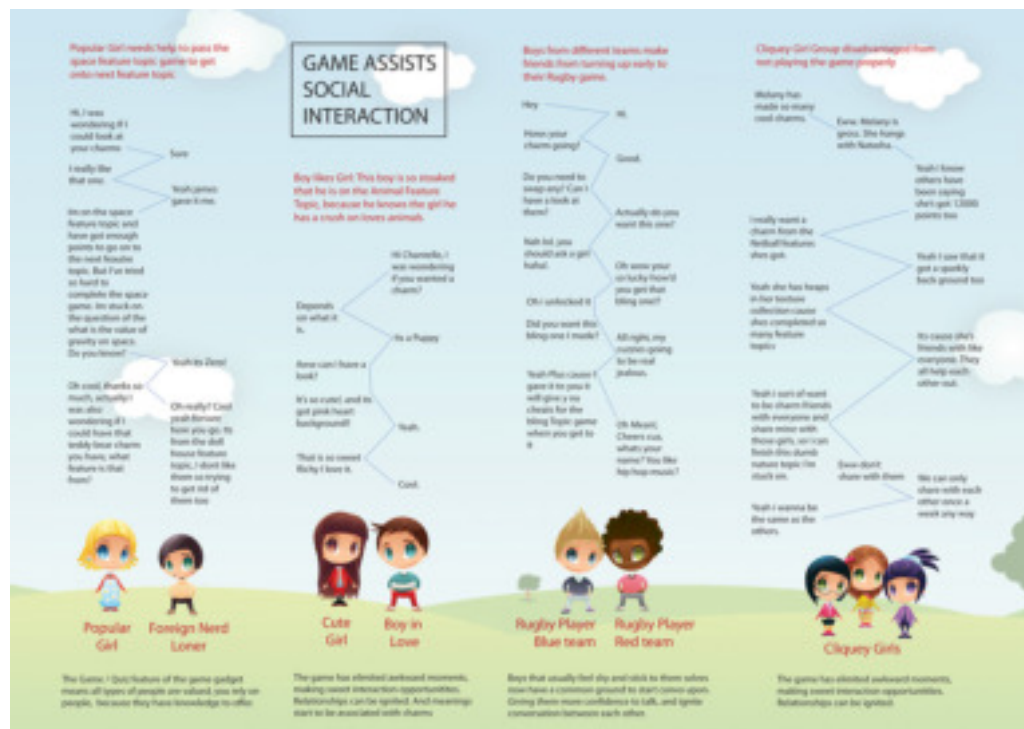 Popular Girl needs help to pass the
space feature topic game to get
onto next feature topic
Hi, I was
wondering if I
could look at
your charms
Sure
I really like
that one.
Yeah james
gave it me.
Im on the space
feature topic and
have got enough
points to go on to
the next feautre
topic. But I've tried
so hard to
complete the space
game. Im stuck on
the question of the
what is the value of
gravity on space.
Do you know?
Yeah its Zero!
Oh cool, thanks so
much, actually I
was also
wondering if I
could have that
teddy bear charm
you have, what
feature is that
from?
Oh really? Cool
yeah
here you go. Its
from the doll
house feature
topic, I dont like
them so trying
to get rid of
them too
GAME ASSISTS
SOCIAL
INTERACTION
Boy likes Girl: This boy is so stoaked
that he is on the Animal Feature
Topic, because he knows the girl he
has a crush on loves animals.
Hi Chantelle, I
was wondering
if you wanted a
charm?
Depends
on what it
is.
Its a Puppy
Aww can I have a
look?
It's so cute!, and its
got pink heart
background!!
Yeah.
That is so sweet
I love it.
Cool.
Boys from different teams make
friends from turning up early to
their Rugby game.
Hey
Hi.
Hows your
charm going?
Good.
Do you need to
swap any? Can I
have a look at
them?
Actually do you
want this one?
Nah lol, you
should ask a girl
haha!.
Oh your
so lucky how'd
you get that
bling one?
Oh I unlocked it
Did you want this
bling one I made?
All right, my
going
to be real
jealous.
Yeah Plus cause I
gave it to you it
will give u
cheats for the
bling Topic game
when you get to
it
Oh
Cheers cuz,
whats your
name? You like
hip hop music?
Cliquey Girl Group disadvantaged from
not playing the game properly
Melony has
made so many
cool charms.
Eww. Melany is
gross. She hangs
with Natasha.
Yeah I know
others have
been saying
she's got
points too
I really want a
charm from the
Netball features
shes got.
Yeah I see that it
got a sparkly
back ground too
Yeah she has heaps
in her
collection cause
shes completed so
many feature
topics
Its cause she's
friends with like
everyone. They
all help each
other out.
Yeah I sort of want
to be charm friends
with everyone and
share mine with
those girls, so I can
finish this dumb
nature topic I'm
stuck on.
Eww don't
share with them
We can only
share with each
other once a
week any way
Yeah I wanna be
the same as the
others.
Popular
Girl
Foreign Nerd
Loner
Cute
Girl
Boy in
Love
Rugby Player
Blue team
Rugby Player
Red team
Cliquey Girls
The Game / Quiz feature of the game gadget
means all types of people are valued, you rely on
people, because they have knowledge to offer.
The game has elimited awkward moments,
making sweet interaction opportunitites.
Relationships can be ignited. And meanings
start to be associated with charms
Boys that usually feel shy and stick to them selves
now have a common ground to start convo upon.
Giving them more confidence to talk, and ignite
conversation between each other.
The game has elimited awkward moments,
making sweet interaction opportunities.
Relationships can be ignited.